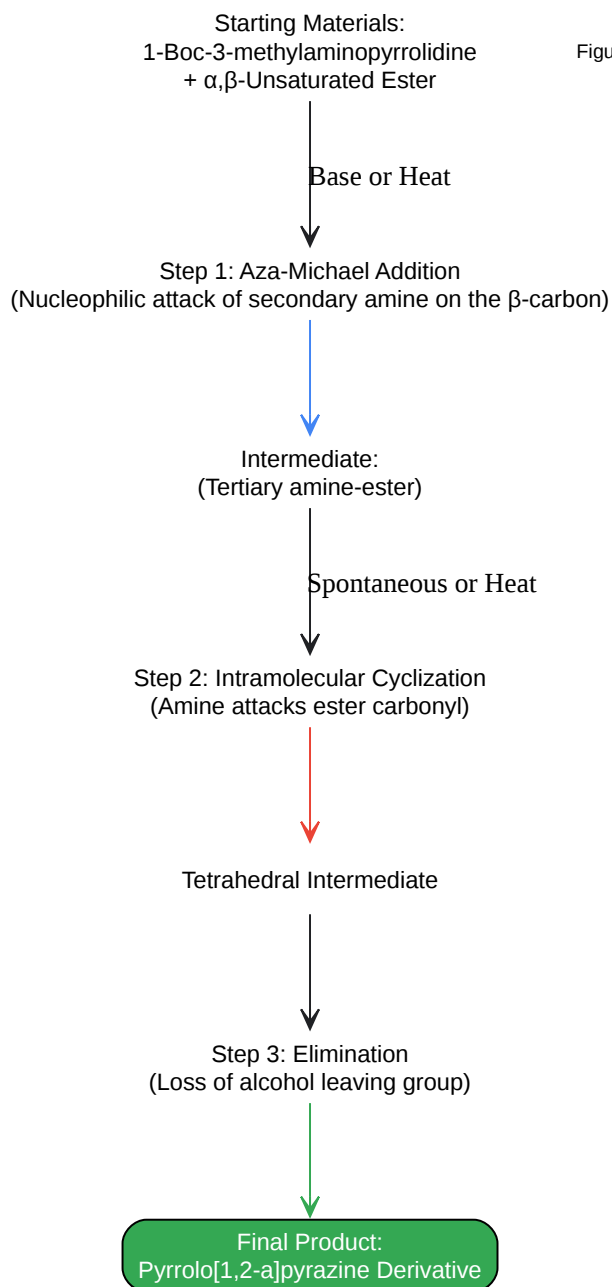 Starting Materials:
1-Boc-3-methylaminopyrrolidine
+ α,β-Unsaturated Ester
Figu
Base or Heat
Step 1: Aza-Michael Addition
(Nucleophilic attack of secondary amine on the β-carbon)
Intermediate:
(Tertiary amine-ester)
Spontaneous or Heat
Step 2: Intramolecular Cyclization
(Amine attacks ester carbonyl)
Tetrahedral Intermediate
Step 3: Elimination
(Loss of alcohol leaving group)
Final Product:
Pyrrolo[1,2-a]pyrazine Derivative